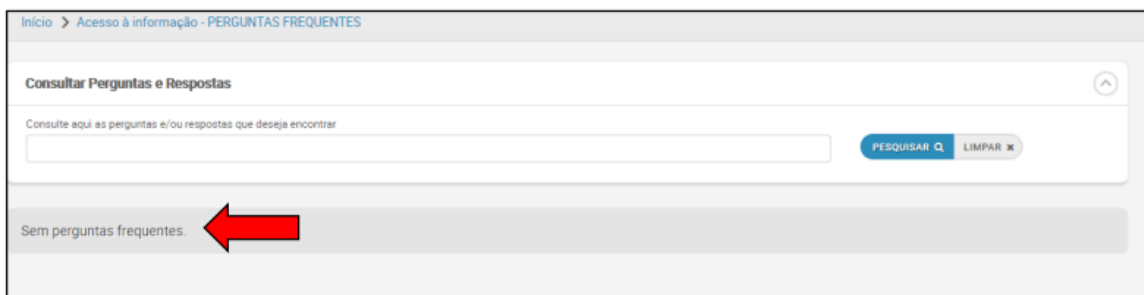 Início > Acesso à informação - PERGUNTAS FREQUENTES
Consultar Perguntas e Respostas
Consulte aqui as perguntas e/ou respostas que deseja encontrar
PESQUISAR LIMPAR ×
Sem perguntas frequentes.